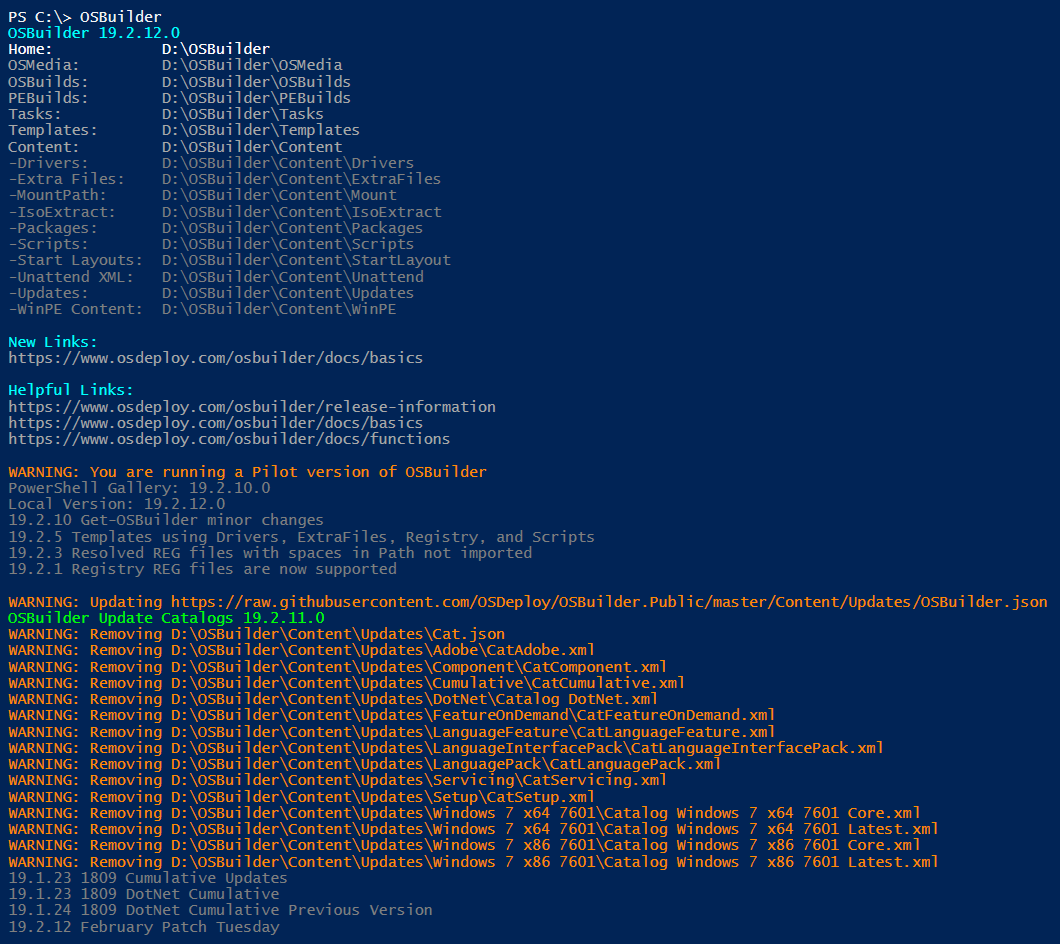 PS C:\> OSBuilder
OSBuilder 19.2.12.0
Home:            D:\OSBuilder
OSMedia:         D:\OSBuilder\OSMedia
OSBuilds:        D:\OSBuilder\OSBuilds
PEBuilds:        D:\OSBuilder\PEBuilds
Tasks:           D:\OSBuilder\Tasks
Templates:       D:\OSBuilder\Templates
Content:         D:\OSBuilder\Content
-Drivers:        D:\OSBuilder\Content\Drivers
-Extra Files:    D:\OSBuilder\Content\ExtraFiles
-MountPath:      D:\OSBuilder\Content\Mount
-IsoExtract:     D:\OSBuilder\Content\IsoExtract
-Packages:       D:\OSBuilder\Content\Packages
-Scripts:        D:\OSBuilder\Content\Scripts
-Start Layouts:  D:\OSBuilder\Content\StartLayout
-Unattend XML:   D:\OSBuilder\Content\Unattend
-Updates:        D:\OSBuilder\Content\Updates
-WinPE Content:  D:\OSBuilder\Content\WinPE
New Links:
https://www.osdeploy.com/osbuilder/docs/basics
Helpful Links:
https://www.osdeploy.com/osbuilder/release-information
https://www.osdeploy.com/osbuilder/docs/basics
https://www.osdeploy.com/osbuilder/docs/functions
WARNING: You are running a Pilot version of OSBuilder
PowerShell Gallery: 19.2.10.0
Local Version: 19.2.12.0
19.2.10 Get-OSBuilder minor changes
19.2.5 Templates using Drivers, ExtraFiles, Registry, and Scripts
19.2.3 Resolved REG files with spaces in Path not imported
19.2.1 Registry REG files are now supported
WARNING: Updating https://raw.githubusercontent.com/OSDeploy/OSBuilder.Public/master/Content/Updates/OSBuilder.json
OSBuilder Update Catalogs 19.2.11.0
WARNING: Removing D:\OSBuilder\Content\Updates\Cat.json
WARNING: Removing D:\OSBuilder\Content\Updates\Adobe\CatAdobe.xml
WARNING: Removing D:\OSBuilder\Content\Updates\Component\CatComponent.xml
WARNING: Removing D:\OSBuilder\Content\Updates\Cumulative\CatCumulative.xml
WARNING: Removing D:\OSBuilder\Content\Updates\DotNet\Catalog DotNet.xml
WARNING: Removing D:\OSBuilder\Content\Updates\FeatureOnDemand\CatFeatureOnDemand.xml
WARNING: Removing D:\OSBuilder\Content\Updates\LanguageFeature\CatLanguageFeature.xml
WARNING: Removing D:\OSBuilder\Content\Updates\LanguageInterfacePack\CatLanguageInterfacePack.xml
WARNING: Removing D:\OSBuilder\Content\Updates\LanguagePack\CatLanguagePack.xml
WARNING: Removing D:\OSBuilder\Content\Updates\Servicing\CatServicing.xml
WARNING: Removing D:\OSBuilder\Content\Updates\Setup\CatSetup.xml
WARNING: Removing D:\OSBuilder\Content\Updates\Windows 7 x64 7601\Catalog Windows 7 x64 7601 Core.xml
WARNING: Removing D:\OSBuilder\Content\Updates\Windows 7 x64 7601\Catalog Windows 7 x64 7601 Latest.xml
WARNING: Removing D:\OSBuilder\Content\Updates\Windows 7 x86 7601\Catalog Windows 7 x86 7601 Core.xml
WARNING: Removing D:\OSBuilder\Content\Updates\Windows 7 x86 7601\Catalog Windows 7 x86 7601 Latest.xml
19.1.23 1809 Cumulative Updates
19.1.23 1809 DotNet Cumulative
19.1.24 1809 DotNet Cumulative Previous Version
19.2.12 February Patch Tuesday